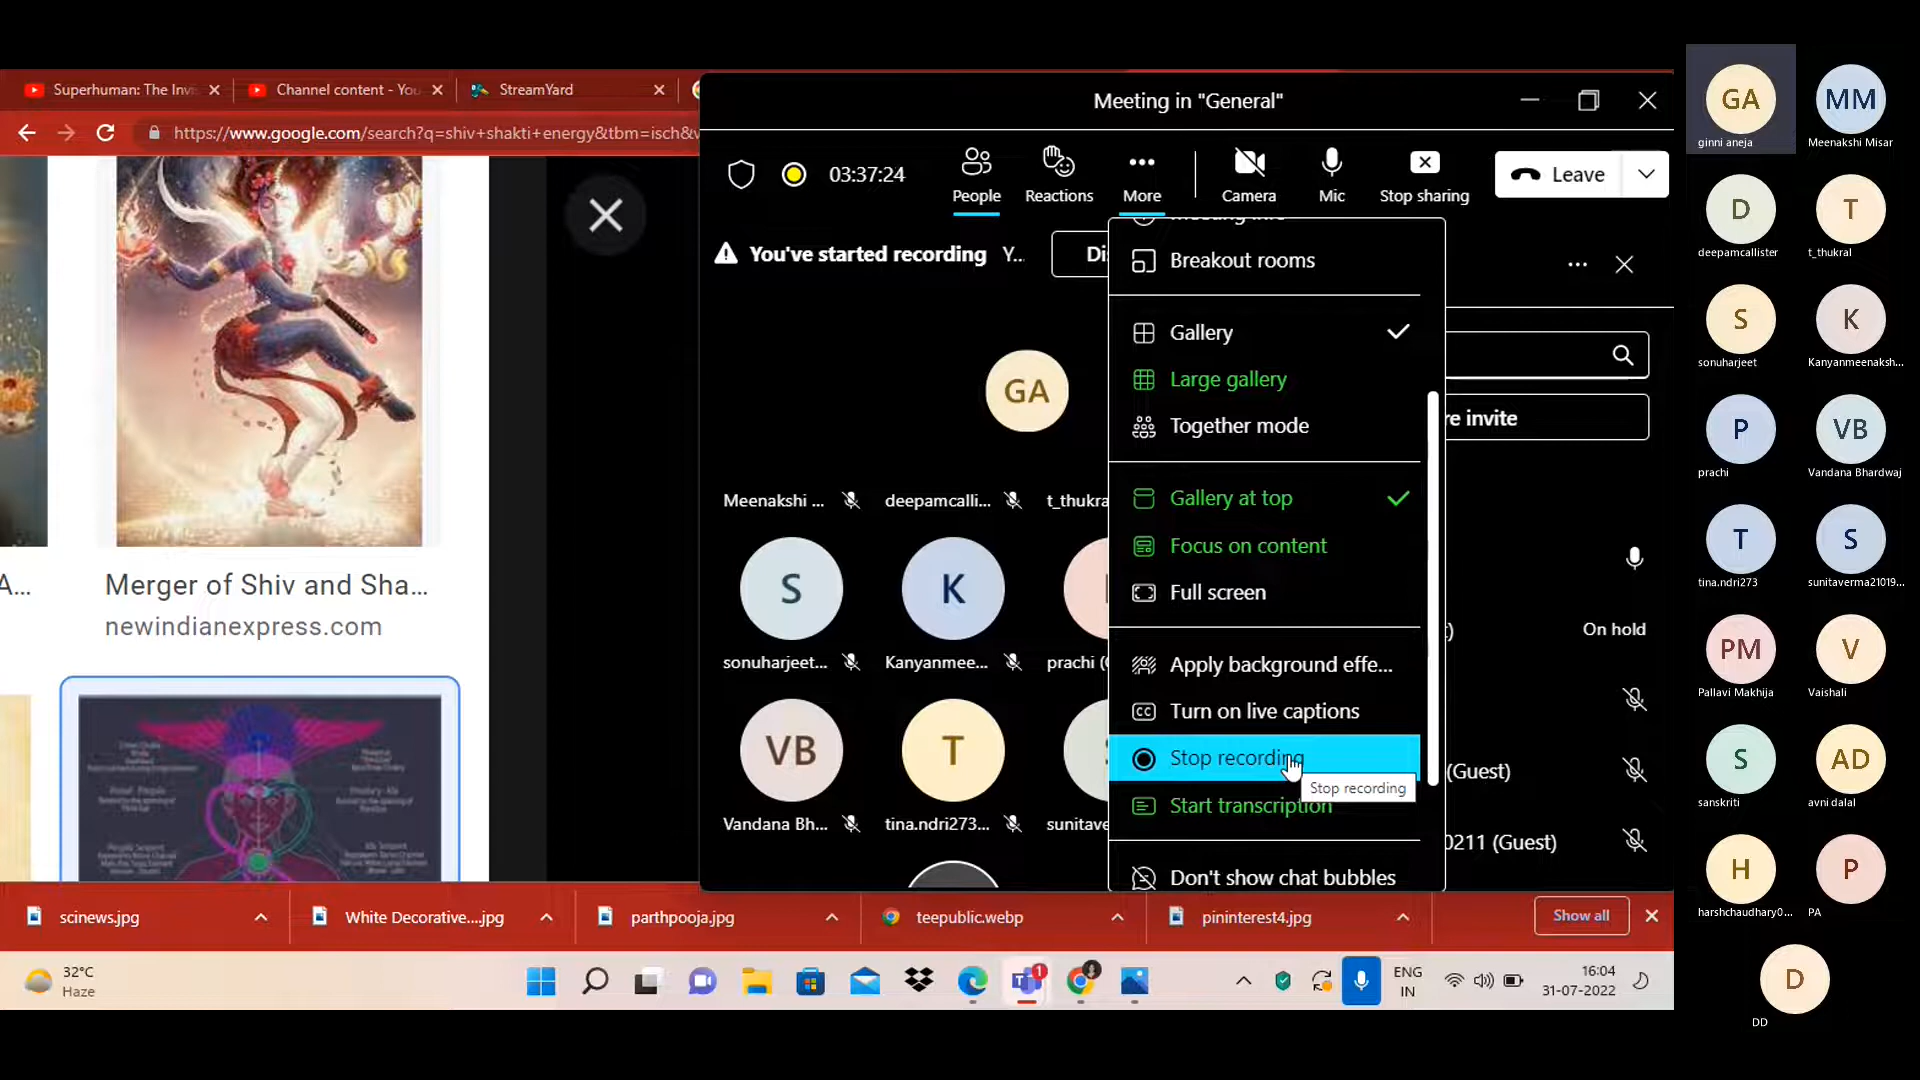 Superhuman: The Invi
Channel content - You
StreamYard
https://www.google.com/search?q=shiv+shakti+energy&tbm=isch&v
Merger of Shiv and Sha...
newindianexpress.com
A...
Meeting in "General"
03:37:24
People
Reactions
More
Camera
Mic
Stop sharing
Leave
You've started recording Y...
Di
GA
Meenakshi ...
deepamcalli...
t_thukra
S
K
sonuharjeet...
Kanyanmee...
prachi (
VB
T
Vandana Bh...
tina.ndri273...
sunitave
Breakout rooms
Gallery
Large gallery
Together mode
Gallery at top
Focus on content
Full screen
Apply background effe...
Turn on live captions
CC
Stop recording
Stop recording
Start transcription
Don't show chat bubbles
re invite
On hold
(Guest)
0211 (Guest)
GA
MM
ginni aneja
Meenakshi Misar
D
T
deepamcallister
t_thukral
S
K
sonuharjeet
Kanyanmeenaksh...
P
VB
prachi
Vandana Bhardwaj
T
S
tina.ndri273
sunitaverma21019...
PM
V
Pallavi Makhija
Vaishali
S
AD
sanskriti
avni dalal
H
P
harshchaudhary0...
PA
D
DD
scinews.jpg
White Decorative....jpg
parthpooja.jpg
teepublic.webp
pininterest4.jpg
Show all
32°C
Haze
1
ENG
IN
16:04
31-07-2022